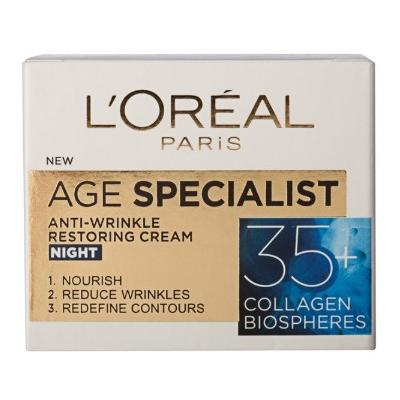 L'ORÉAL
PARIS
NEW
AGE SPECIALIST
ANTI-WRINKLE
RESTORING CREAM
NIGHT
1. NOURISH
2. REDUCE WRINKLES
3. REDEFINE CONTOURS
35+
COLLAGEN
BIOSPHERES